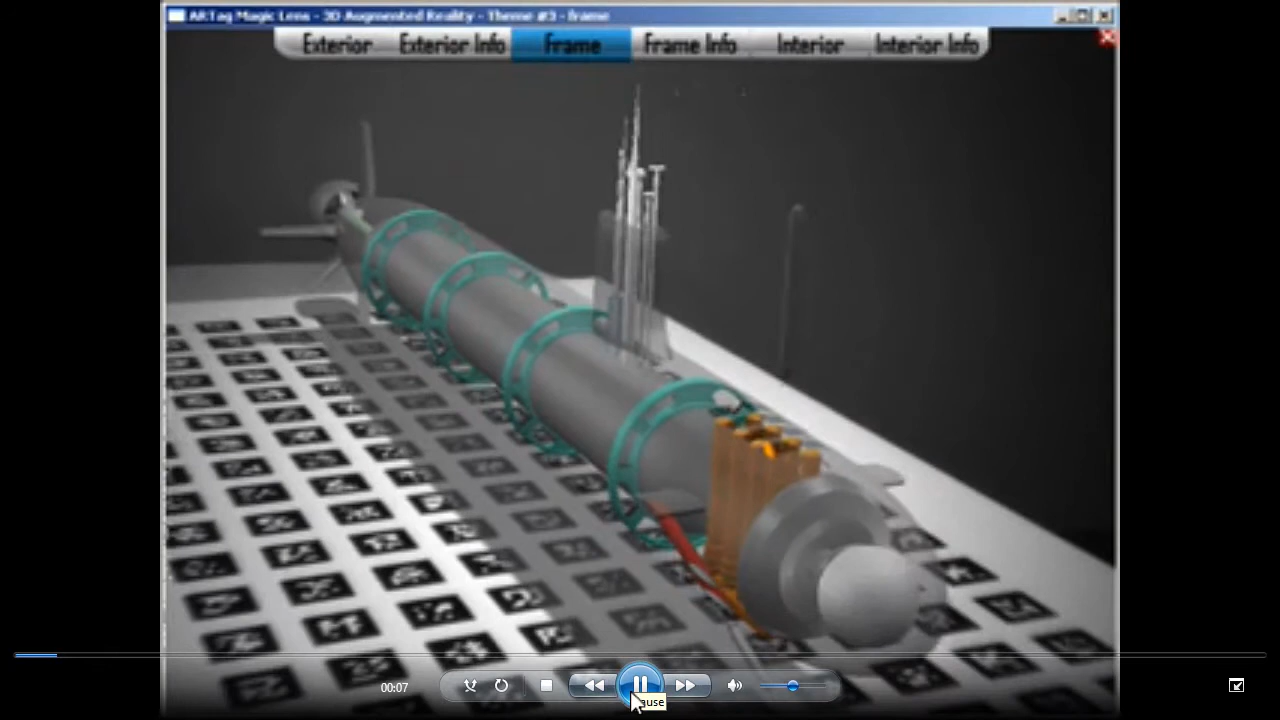 ARTag Magic Lens - 3D Augmented Reality - Theme #3 - frame
Exterior Exterior Info Frame Frame Info Interior Interior Info
00:07
ause